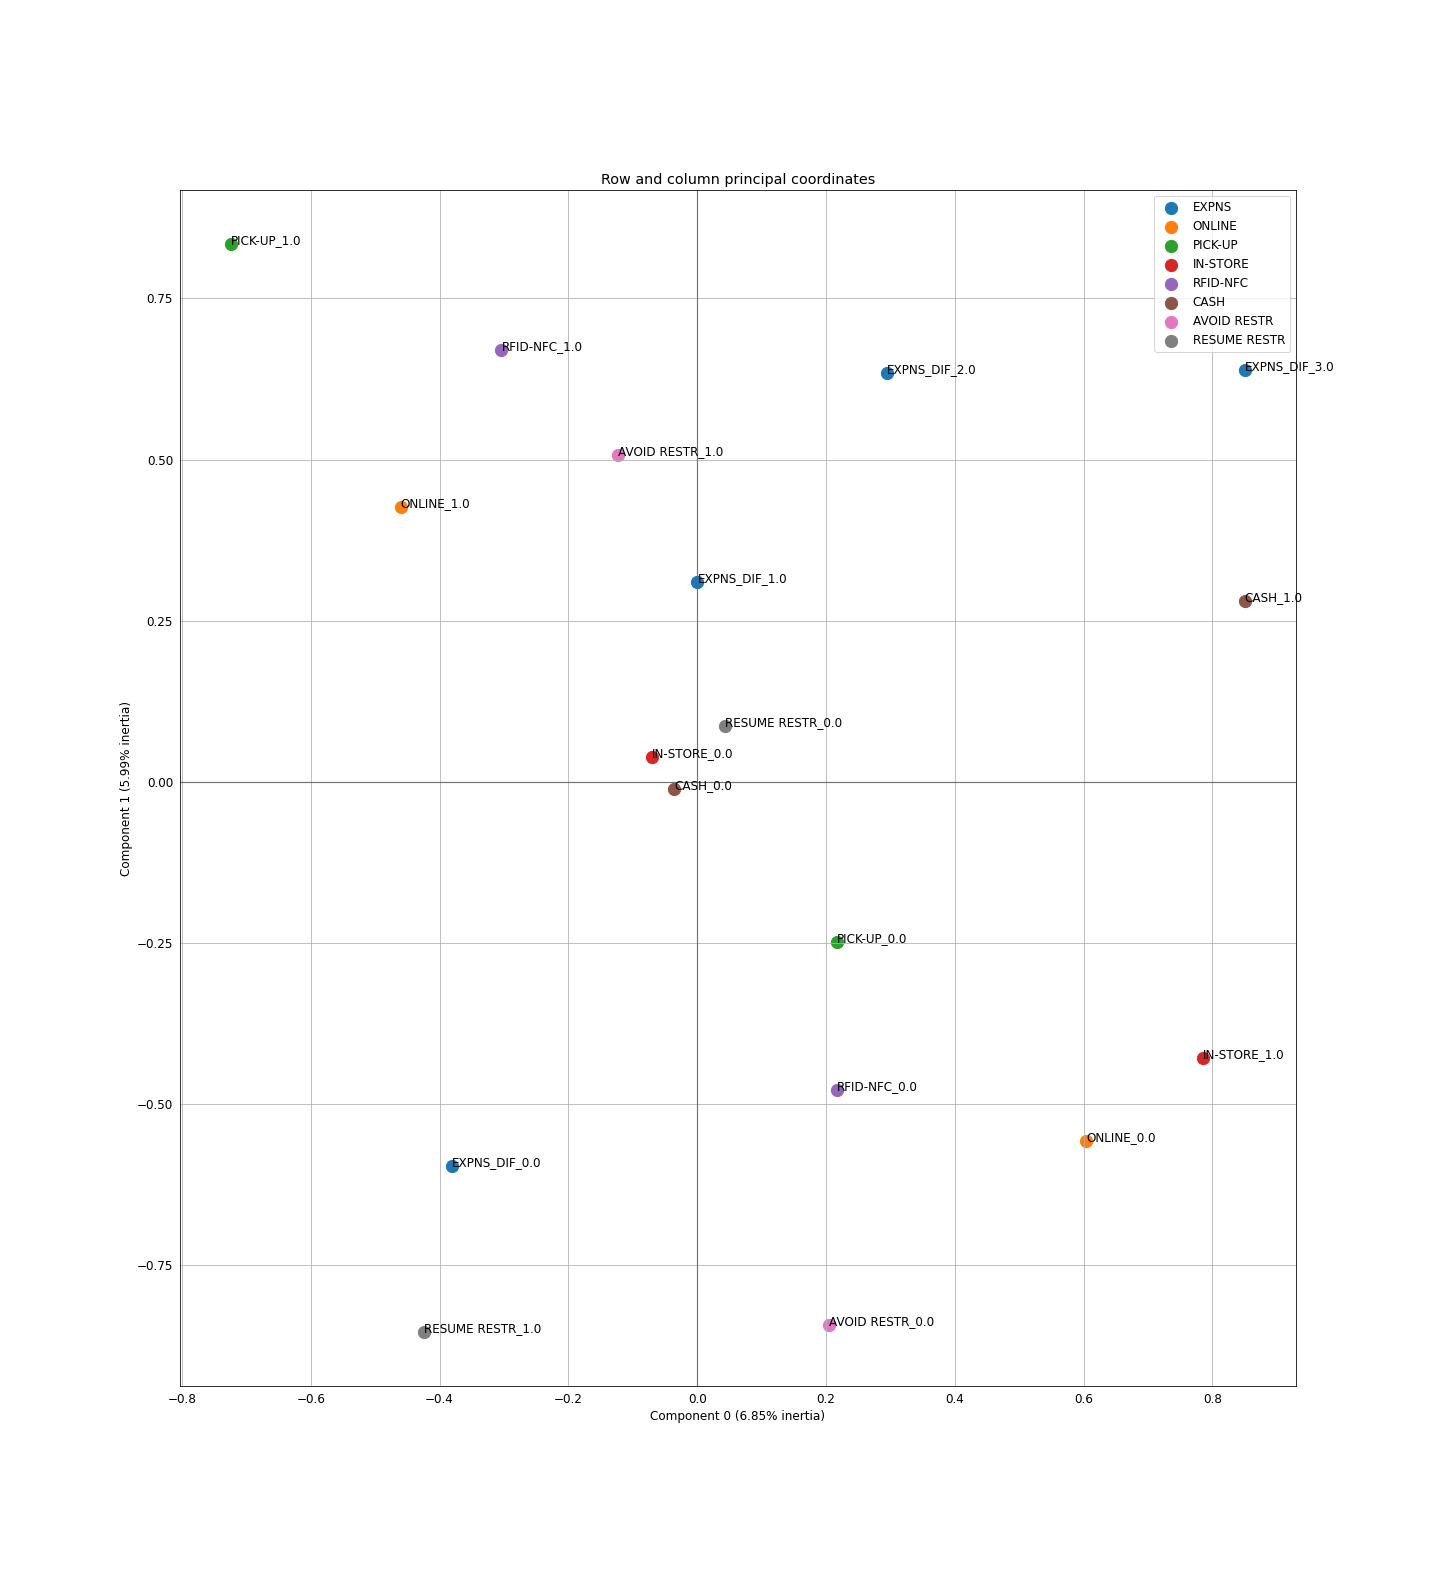 Row and column principal coordinates
EXPNS
ONLINE
PICK-UP
IN-STORE
RFID-NFC
CASH
AVOID RESTR
RESUME RESTR
PICK-UP_1.0
RFID-NFC_1.0
EXPNS_DIF_2.0
EXPNS_DIF_3.0
AVOID RESTR_1.0
ONLINE_1.0
EXPNS_DIF_1.0
CASH_1.0
RESUME RESTR_0.0
IN-STORE_0.0
CASH_0.0
PICK-UP_0.0
IN-STORE_1.0
RFID-NFC_0.0
ONLINE_0.0
EXPNS_DIF_0.0
AVOID RESTR_0.0
RESUME RESTR_1.0
0.75
0.50
0.25
0.00
−0.25
−0.50
−0.75
Component 1 (5.99% inertia)
−0.8 −0.6 −0.4 −0.2 0.0 0.2 0.4 0.6 0.8
Component 0 (6.85% inertia)